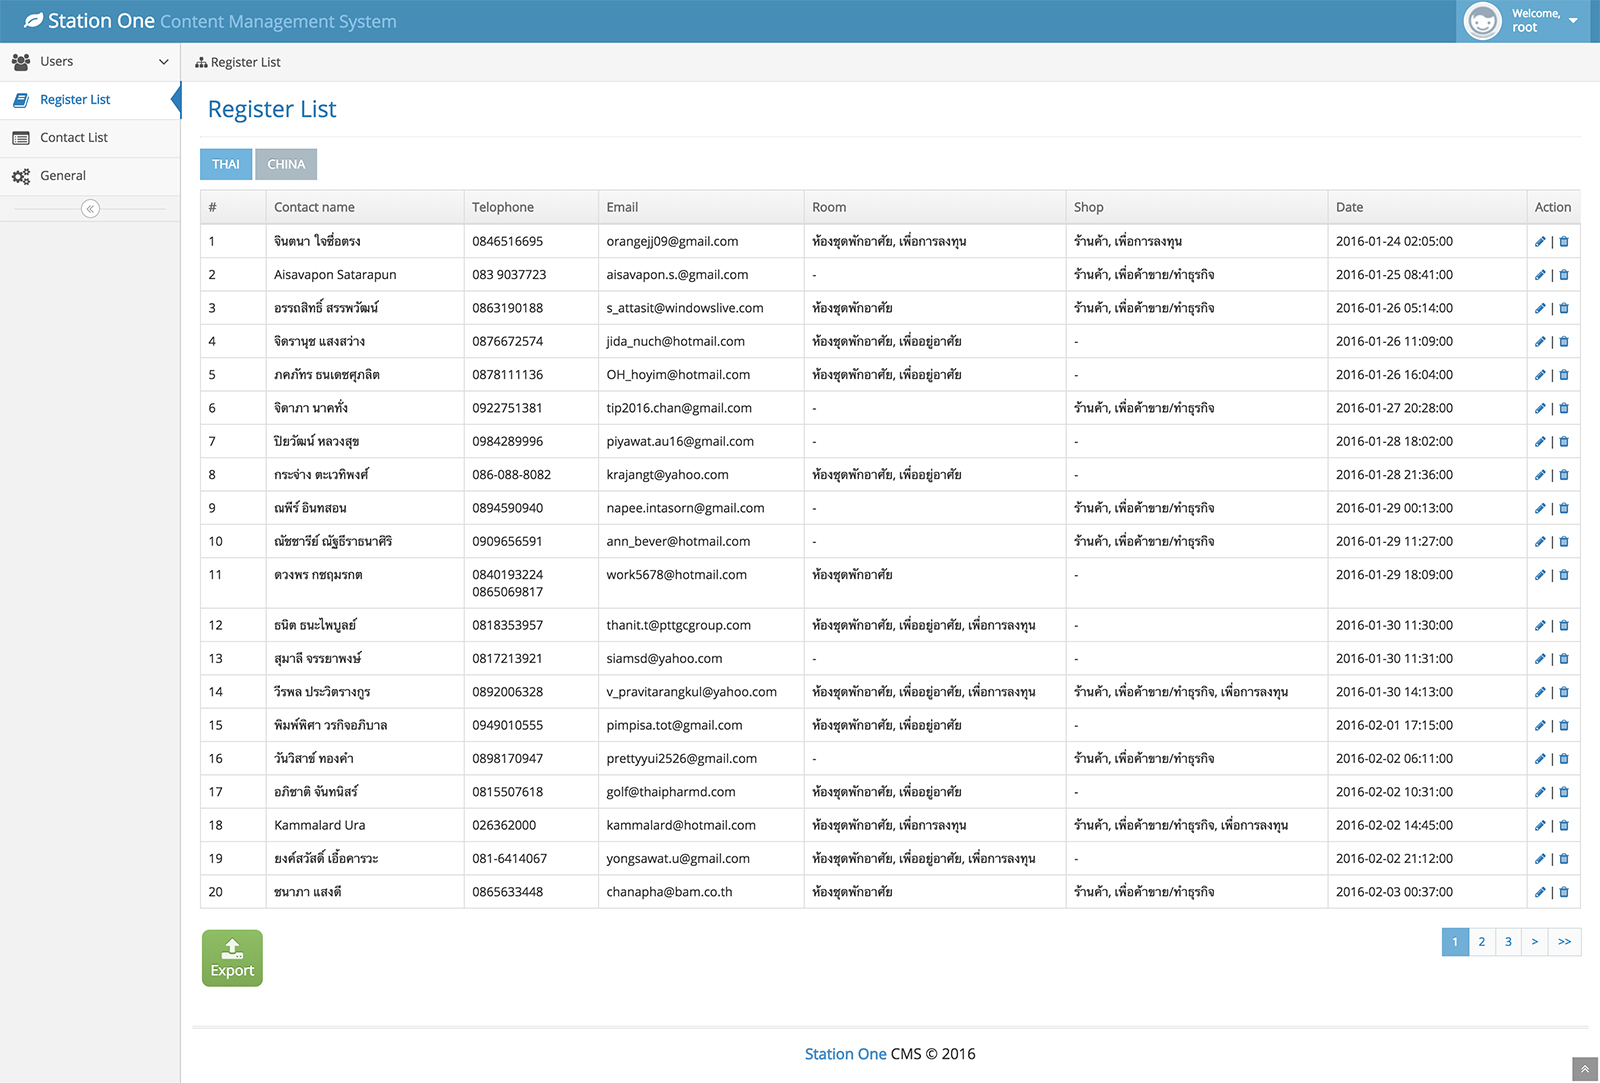 Station One Content Management System
Welcome,
root
Users
Register List
Contact List
General
Register List
Register List
THAI CHINA
# Contact name Telophone Email Room Shop Date Action
1 จินตนา ใจซื่อตรง 0846516695 orangejj09@gmail.com ห้องชุดพักอาศัย, เพื่อการลงทุน ร้านค้า, เพื่อการลงทุน 2016-01-24 02:05:00 |
2 Aisavapon Satarapun 083 9037723 aisavapon.s.@gmail.com - ร้านค้า, เพื่อค้าขาย/ทำธุรกิจ 2016-01-25 08:41:00 |
3 อรรถสิทธิ์ สรรพวัฒน์ 0863190188 s_attasit@windowslive.com ห้องชุดพักอาศัย ร้านค้า, เพื่อค้าขาย/ทำธุรกิจ 2016-01-26 05:14:00 |
4 จิดรานุช แสงสว่าง 0876672574 jida_nuch@hotmail.com ห้องชุดพักอาศัย, เพื่ออยู่อาศัย - 2016-01-26 11:09:00 |
5 ภคภัทร ธนเดชศุภลิต 0878111136 OH_hoyim@hotmail.com ห้องชุดพักอาศัย, เพื่ออยู่อาศัย - 2016-01-26 16:04:00 |
6 จิดาภา นาคทั่ง 0922751381 tip2016.chan@gmail.com - ร้านค้า, เพื่อค้าขาย/ทำธุรกิจ 2016-01-27 20:28:00 |
7 ปิยวัฒน์ หลวงสุข 0984289996 piyawat.au16@gmail.com - - 2016-01-28 18:02:00 |
8 กระจ่าง ตะเวทิพงศ์ 086-088-8082 krajangt@yahoo.com ห้องชุดพักอาศัย, เพื่ออยู่อาศัย - 2016-01-28 21:36:00 |
9 ณพีร์ อินทสอน 0894590940 napee.intasorn@gmail.com - ร้านค้า, เพื่อค้าขาย/ทำธุรกิจ 2016-01-29 00:13:00 |
10 ณัชชารีย์ ณัฐธีราธนาศิริ 0909656591 ann_bever@hotmail.com - ร้านค้า, เพื่อค้าขาย/ทำธุรกิจ 2016-01-29 11:27:00 |
11 ดวงพร กชฤมรกต 0840193224 work5678@hotmail.com ห้องชุดพักอาศัย - 2016-01-29 18:09:00 |
0865069817
12 ธนิต ธนะไพบูลย์ 0818353957 thanit.t@pttgcgroup.com ห้องชุดพักอาศัย, เพื่ออยู่อาศัย, เพื่อการลงทุน - 2016-01-30 11:30:00 |
13 สุมาลี จรรยาพงษ์ 0817213921 siamsd@yahoo.com - - 2016-01-30 11:31:00 |
14 วีรพล ประวิตรางกูร 0892006328 v_pravitarangkul@yahoo.com ห้องชุดพักอาศัย, เพื่ออยู่อาศัย, เพื่อการลงทุน ร้านค้า, เพื่อค้าขาย/ทำธุรกิจ, เพื่อการลงทุน 2016-01-30 14:13:00 |
15 พิมพ์พิศา วรกิจอภิบาล 0949010555 pimpisa.tot@gmail.com ห้องชุดพักอาศัย, เพื่ออยู่อาศัย - 2016-02-01 17:15:00 |
16 วันวิสาข์ ทองคำ 0898170947 prettyyui2526@gmail.com - ร้านค้า, เพื่อค้าขาย/ทำธุรกิจ 2016-02-02 06:11:00 |
17 อภิชาติ จันทนิสร์ 0815507618 golf@thaipharmd.com ห้องชุดพักอาศัย, เพื่ออยู่อาศัย - 2016-02-02 10:31:00 |
18 Kammalard Ura 026362000 kammalard@hotmail.com ห้องชุดพักอาศัย, เพื่อการลงทุน ร้านค้า, เพื่อค้าขาย/ทำธุรกิจ, เพื่อการลงทุน 2016-02-02 14:45:00 |
19 ยงค์สวัสดิ์ เอื้อคารวะ 081-6414067 yongsawat.u@gmail.com ห้องชุดพักอาศัย, เพื่ออยู่อาศัย, เพื่อการลงทุน - 2016-02-02 21:12:00 |
20 ชนาภา แสงดี 0865633448 chanapha@bam.co.th ห้องชุดพักอาศัย ร้านค้า, เพื่อค้าขาย/ทำธุรกิจ 2016-02-03 00:37:00 |
Export
1 2 3 > >>
Station One CMS © 2016